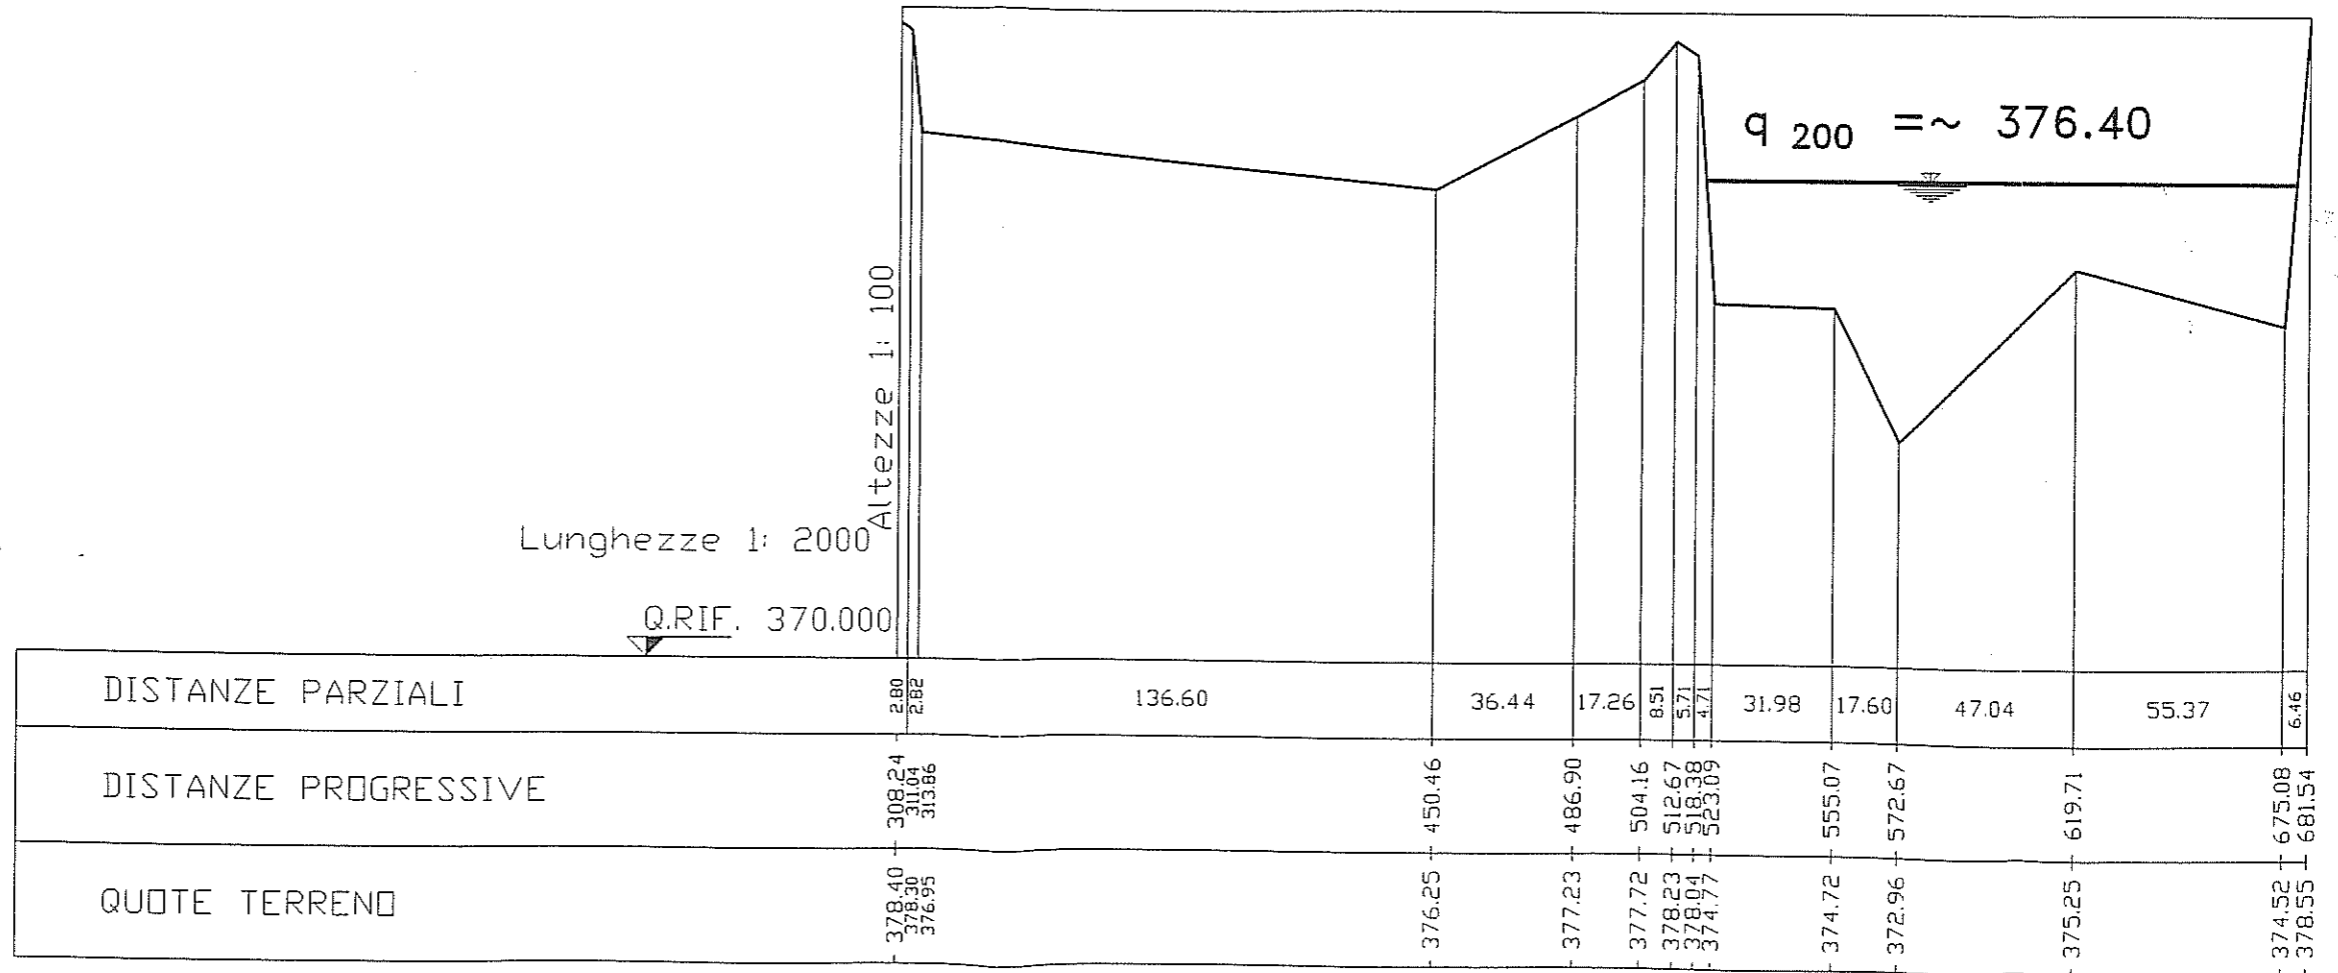 q 200 =~ 376.40
Altezze 1: 100
Lunghezze 1: 2000
Q.RIF. 370.000
DISTANZE PARZIALI 2.80 2.82 136.60 36.44 17.26 8.51 5.71 4.71 31.98 17.60 47.04 55.37 6.46
DISTANZE PROGRESSIVE 308.24 311.04 313.86 450.46 486.90 504.16 512.67 518.38 523.09 555.07 572.67 619.71 675.08 681.54
QUOTE TERRENO 378.40 378.30 376.95 376.25 377.23 377.72 378.23 378.04 374.77 374.72 372.96 375.25 374.52 378.55